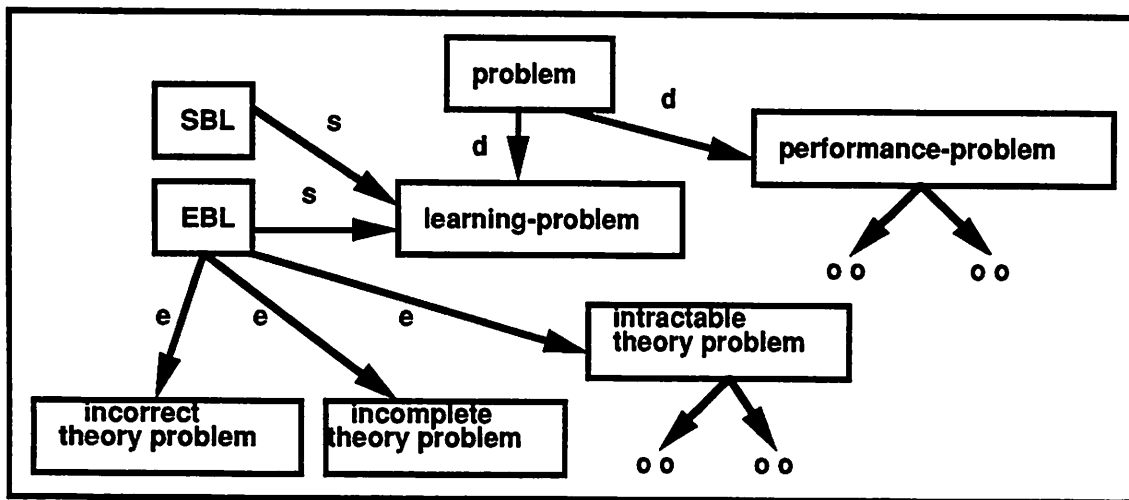 problem
SBL
s
d
d
performance-problem
EBL
s
learning-problem
o o
o o
e
e
e
intractable
theory problem
incorrect
theory problem
incomplete
theory problem
o o
o o